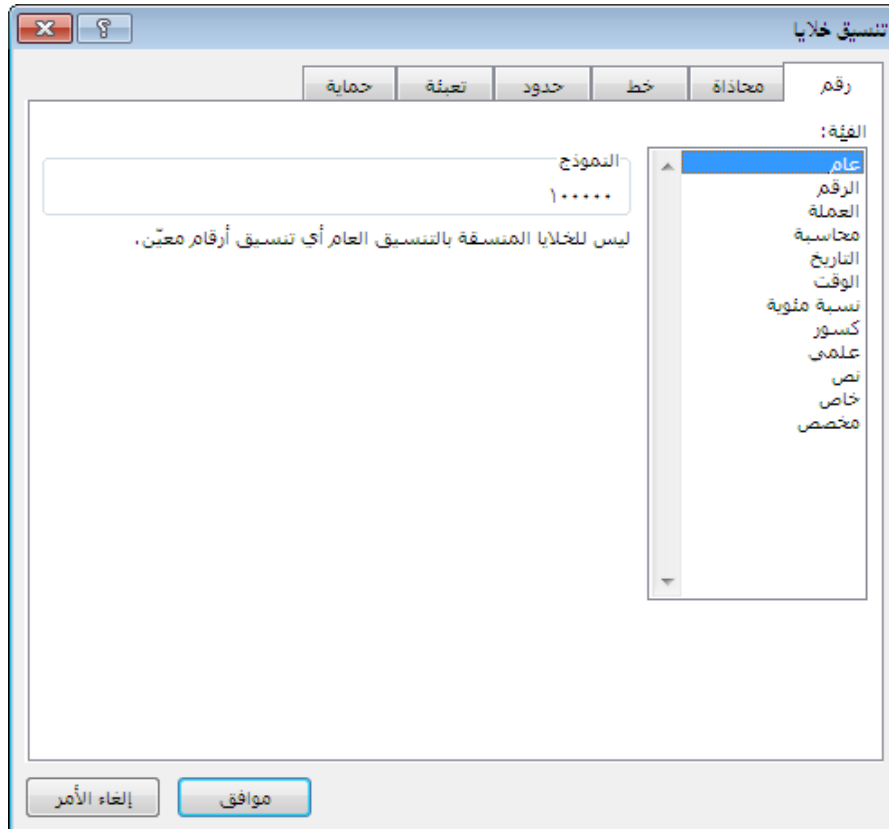 تنسيق خلايا
رقم
محاذاة
خط
حدود
تعبئة
حماية
الفئة:
عام
الرقم
العملة
محاسبة
التاريخ
الوقت
نسبة مئوية
كسور
علمي
نص
خاص
مخصص
النموذج
١٠٠٠٠٠
ليس للخلايا المنسقة بالتنسيق العام أي تنسيق أرقام معيّن.
موافق
إلغاء الأمر